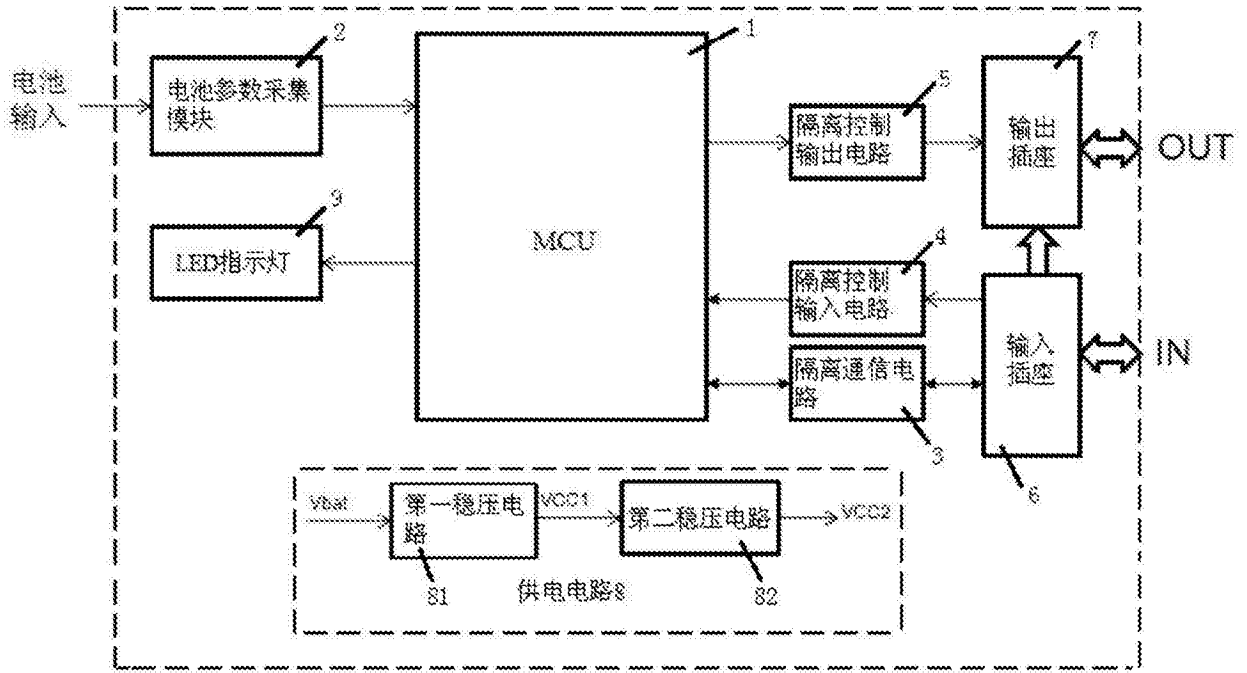 1
2
7
电池
输入
电池参数采集
模块
5
隔离控制
输出电路
输出
插座
OUT
9
LED指示灯
MCU
4
隔离控制
输入电路
输入
插座
IN
隔离通信电
路
3
6
Vbat
第一稳压电
路
VCC1
第二稳压电路
VCC2
81
供电电路8
82